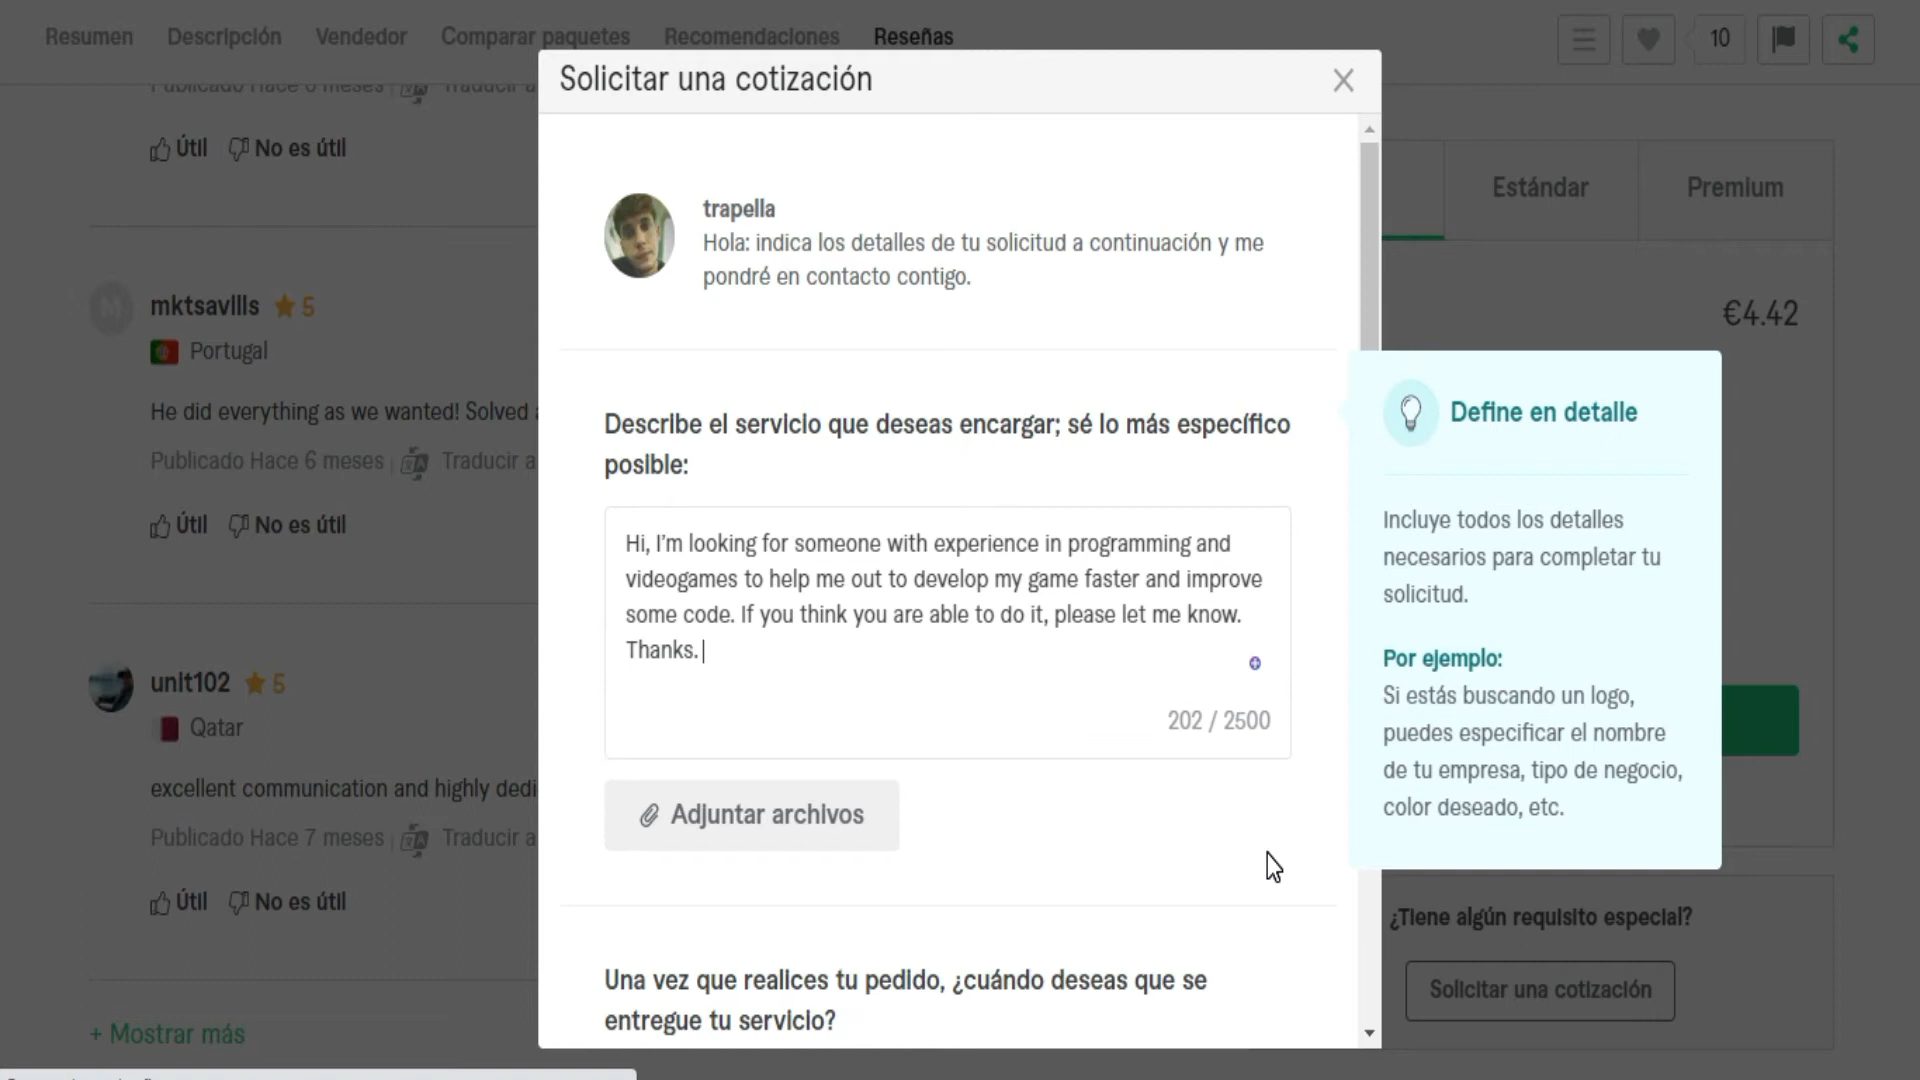 Resumen Descripción Vendedor Comparar paquetes Recomendaciones Reseñas 10
Publicado Hace 6 meses Traducir a
Útil No es útil
mktsavllls 5
Portugal
He did everything as we wanted! Solved
Publicado Hace 6 meses Traducir a
Útil No es útil
unit102 5
Qatar
excellent communication and highly dedi
Publicado Hace 7 meses Traducir a
Útil No es útil
+ Mostrar más
Solicitar una cotización
trapella
Hola: indica los detalles de tu solicitud a continuación y me
pondré en contacto contigo.
Describe el servicio que deseas encargar; sé lo más específico
posible:
Hi, I'm looking for someone with experience in programming and
videogames to help me out to develop my game faster and improve
some code. If you think you are able to do it, please let me know.
Thanks.
202 / 2500
Adjuntar archivos
Una vez que realices tu pedido, ¿cuándo deseas que se
entregue tu servicio?
Estándar Premium
€4.42
Define en detalle
Incluye todos los detalles
necesarios para completar tu
solicitud.
Por ejemplo:
Si estás buscando un logo,
puedes especificar el nombre
de tu empresa, tipo de negocio,
color deseado, etc.
¿Tiene algún requisito especial?
Solicitar una cotización